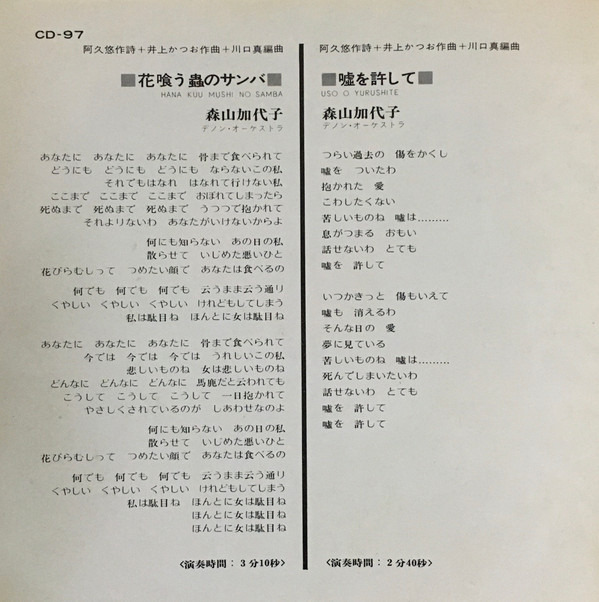 CD-97
阿久悠作詩+井上かつお作曲+川口真編曲
■花喰う蟲のサンバ■
HANA KUU MUSHI NO SAMBA
森山加代子
デノン・オーケストラ
あなたに あなたに あなたに 骨まで食べられて
どうにも どうにも どうにも ならないこの私
それでもはなれ はなれて行けない私
ここまで ここまで ここまで おぼれてしまったら
死ぬまで 死ぬまで 死ぬまで うつつで抱かれて
それよりないわ あなたがいけないからよ
何にも知らない あの日の私
散らせて いじめた悪いひと
花びらむしって つめたい顔で あなたは食べるの
何でも 何でも 何でも 云うまま云う通り
くやしい くやしい くやしい けれどもしてしまう
私は駄目ね ほんとに女は駄目ね
あなたに あなたに あなたに 骨まで食べられて
今では 今では 今では うれしいこの私
悲しいものね 女は悲しいものね
どんなに どんなに どんなに 馬鹿だと云われても
こうして こうして こうして 一日抱かれて
やさしくされているのが しあわせなのよ
何にも知らない あの日の私
散らせて いじめた悪いひと
花びらむしって つめたい顔で あなたは食べるの
何でも 何でも 何でも 云うまま云う通り
くやしい くやしい くやしい けれどもしてしまう
私は駄目ね ほんとに女は駄目ね
ほんとに女は駄目ね
ほんとに女は駄目ね
〈演奏時間：3分10秒〉
阿久悠作詩+井上かつお作曲+川口真編曲
■嘘を許して■
USO O YURUSHITE
森山加代子
デノン・オーケストラ
つらい過去の 傷をかくし
嘘を ついたわ
抱かれた 愛
こわしたくない
苦しいものね 嘘は………
息がつまる おもい
話せないわ とても
嘘を 許して
いつかきっと 傷もいえて
嘘も 消えるわ
そんな日の 愛
夢に見ている
苦しいものね 嘘は………
死んでしまいたいわ
話せないわ とても
嘘を 許して
嘘を 許して
〈演奏時間：2分40秒〉